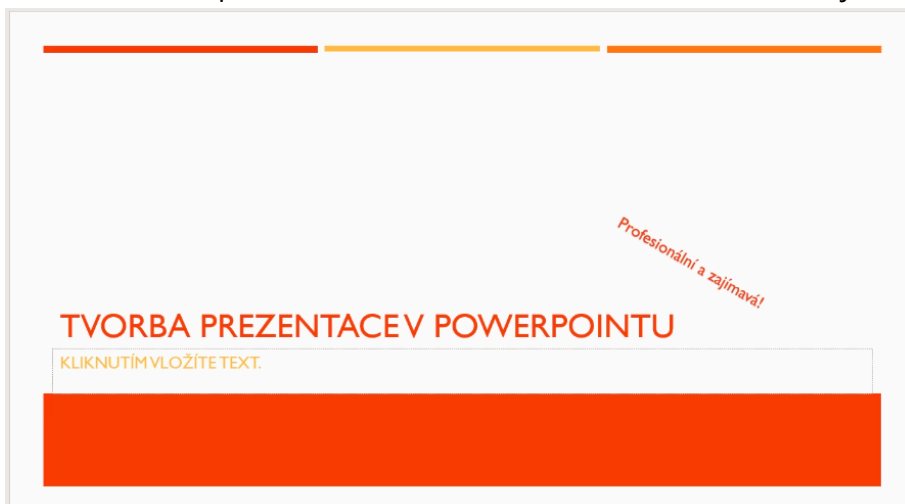 Profesionální a zajímavá!
TVORBA PREZENTACE V POWERPOINTU
KLIKNUTÍM VLOŽÍTE TEXT.